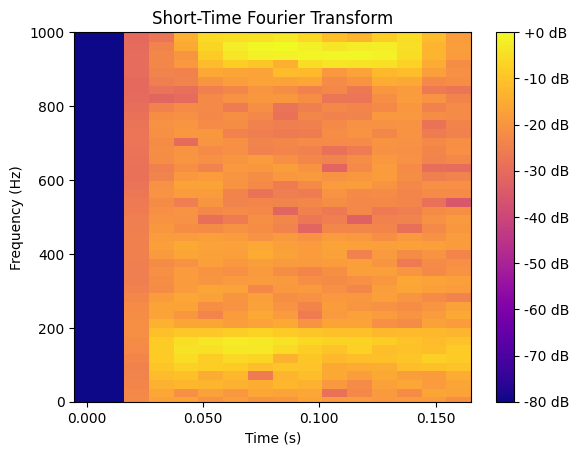 Short-Time Fourier Transform
1000
800
600
400
200
0
Frequency (Hz)
0.000
0.050
0.100
0.150
Time (s)
+0 dB
-10 dB
-20 dB
-30 dB
-40 dB
-50 dB
-60 dB
-70 dB
-80 dB